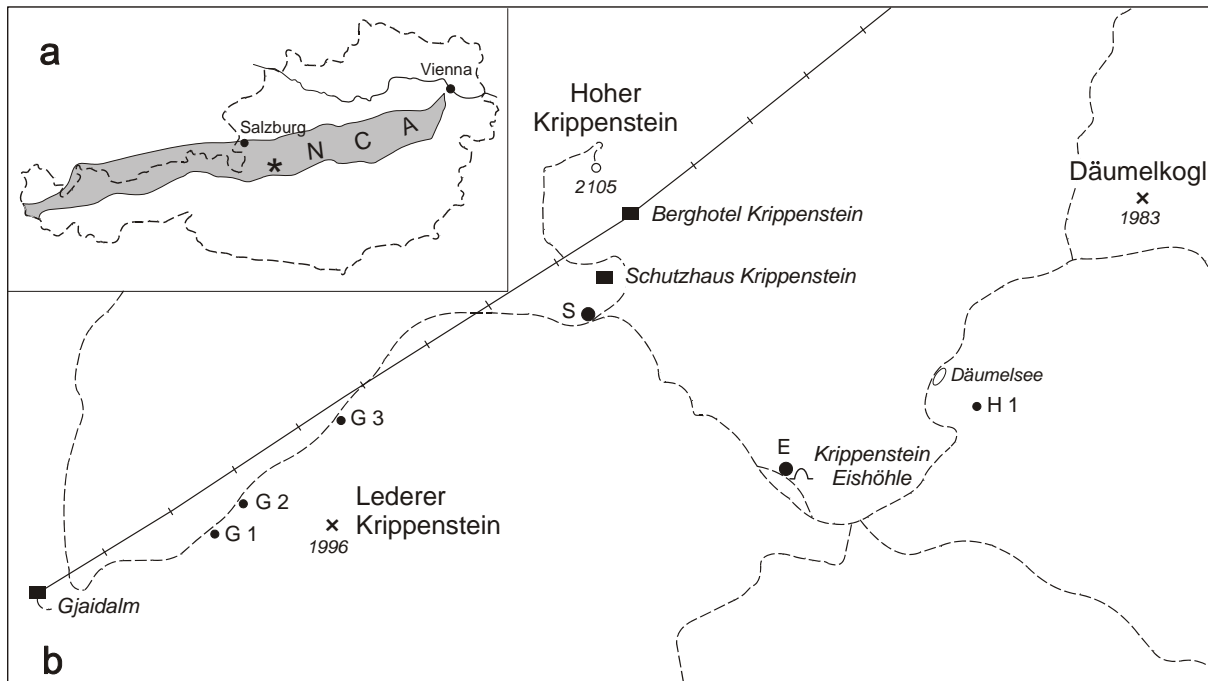 a
Vienna
Salzburg
N C A
*
Hoher
Krippenstein
2105
Däumelkogl
1983
Berghotel Krippenstein
Schutzhaus Krippenstein
S
Däumelsee
H 1
G 3
E
Krippenstein
Eishöhle
Lederer
Krippenstein
1996
G 2
G 1
Gjaidalm
b